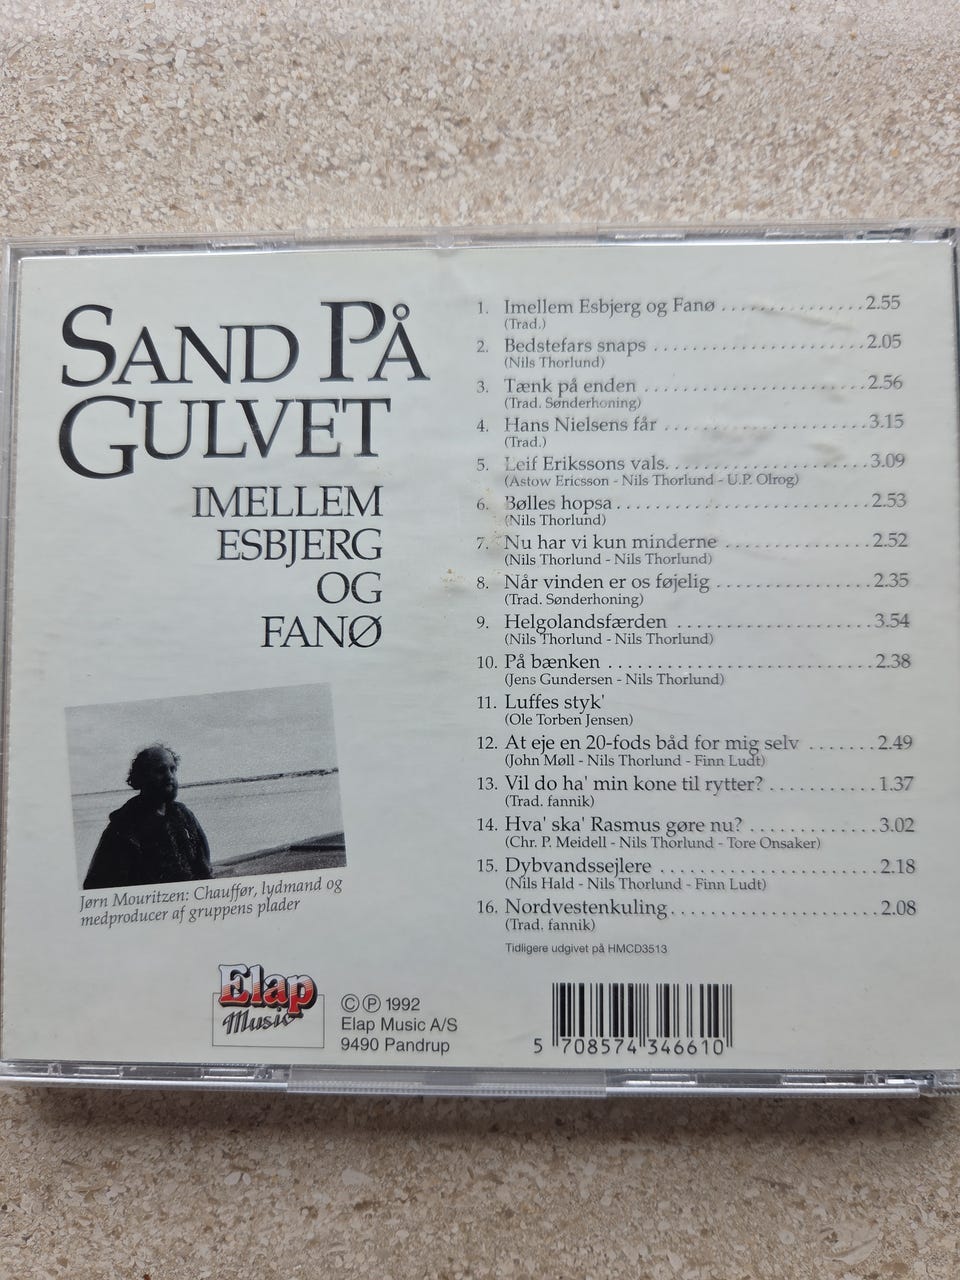 SAND PÅ
GULVET
IMELLEM
ESBJERG
OG
FANØ
Jørn Mouritzen: Chauffør, lydmand og
medproducer af gruppens plader
1. Imellem Esbjerg og Fanø . . . . . . . . . . . . . . 2.55
(Trad.)
2. Bedstefars snaps . . . . . . . . . . . . . . . . . . . . . 2.05
(Nils Thorlund)
3. Tænk på enden . . . . . . . . . . . . . . . . . . . . . . 2.56
(Trad. Sønderhoning)
4. Hans Nielsens får . . . . . . . . . . . . . . . . . . . . 3.15
(Trad.)
5. Leif Erikssons vals. . . . . . . . . . . . . . . . . . . . 3.09
(Astow Ericsson - Nils Thorlund - U.P. Olrog)
6. Bølles hopsa . . . . . . . . . . . . . . . . . . . . . . . . . 2.53
(Nils Thorlund)
7. Nu har vi kun minderne . . . . . . . . . . . . . . 2.52
(Nils Thorlund - Nils Thorlund)
8. Når vinden er os føjelig . . . . . . . . . . . . . . . 2.35
(Trad. Sønderhoning)
9. Helgolandsfærden . . . . . . . . . . . . . . . . . . . . 3.54
(Nils Thorlund - Nils Thorlund)
10. På bænken . . . . . . . . . . . . . . . . . . . . . . . . . . 2.38
(Jens Gundersen - Nils Thorlund)
11. Luffes styk'
(Ole Torben Jensen)
12. At eje en 20-fods båd for mig selv . . . . . . . 2.49
(John Møll - Nils Thorlund - Finn Ludt)
13. Vil do ha' min kone til rytter? . . . . . . . . . . . 1.37
(Trad. fannik)
14. Hva' ska' Rasmus gøre nu? . . . . . . . . . . . . . 3.02
(Chr. P. Meidell - Nils Thorlund - Tore Onsaker)
15. Dybvandssejlere . . . . . . . . . . . . . . . . . . . . . . 2.18
(Nils Hald - Nils Thorlund - Finn Ludt)
16. Nordvestenkuling. . . . . . . . . . . . . . . . . . . . . 2.08
(Trad. fannik)
Tidligere udgivet på HMCD3513
Elap
Music
© ℗ 1992
Elap Music A/S
9490 Pandrup
5 708574 346610